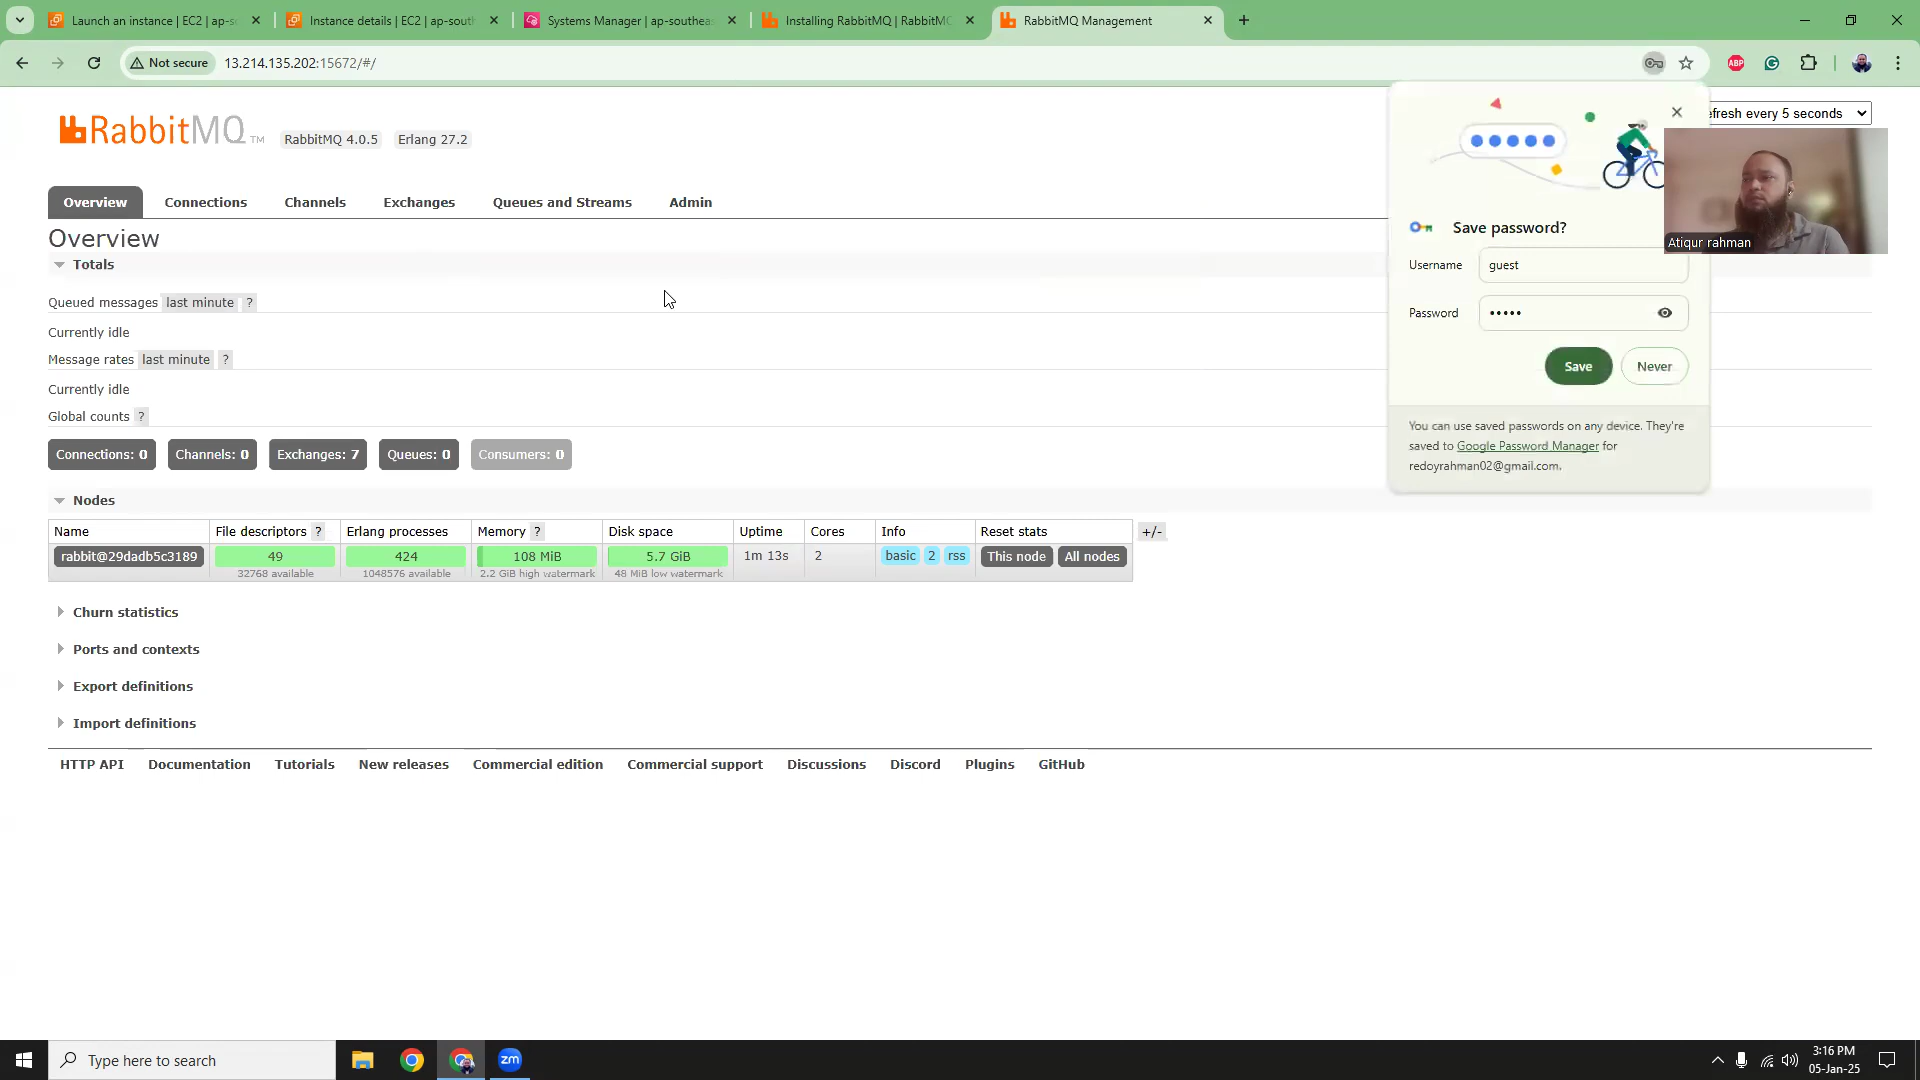 Launch an instance | EC2 | ap-s
Instance details | EC2 | ap-sout
Systems Manager | ap-southeas
Installing RabbitMQ | RabbitMQ
RabbitMQ Management
Not secure
13.214.135.202:15672/#/
ABP
RabbitMQ TM
RabbitMQ 4.0.5
Erlang 27.2
efresh every 5 seconds
Overview
Connections
Channels
Exchanges
Queues and Streams
Admin
Overview
Totals
Queued messages last minute ?
Currently idle
Message rates last minute ?
Currently idle
Global counts ?
Connections: 0
Channels: 0
Exchanges: 7
Queues: 0
Consumers: 0
Nodes
Name File descriptors ? Erlang processes Memory ? Disk space Uptime Cores Info Reset stats +/-
rabbit@29dadb5c3189 49 424 108 MiB 5.7 GiB 1m 13s 2 basic 2 rss This node All nodes
32768 available 1048576 available 2.2 GiB high watermark 48 MiB low watermark
Churn statistics
Ports and contexts
Export definitions
Import definitions
HTTP API Documentation Tutorials New releases Commercial edition Commercial support Discussions Discord Plugins GitHub
Save password?
Username guest
Password •••••
Save
Never
You can use saved passwords on any device. They're
saved to Google Password Manager for
redoyrahman02@gmail.com.
Atiqur rahman
Type here to search
zm
3:16 PM
05-Jan-25